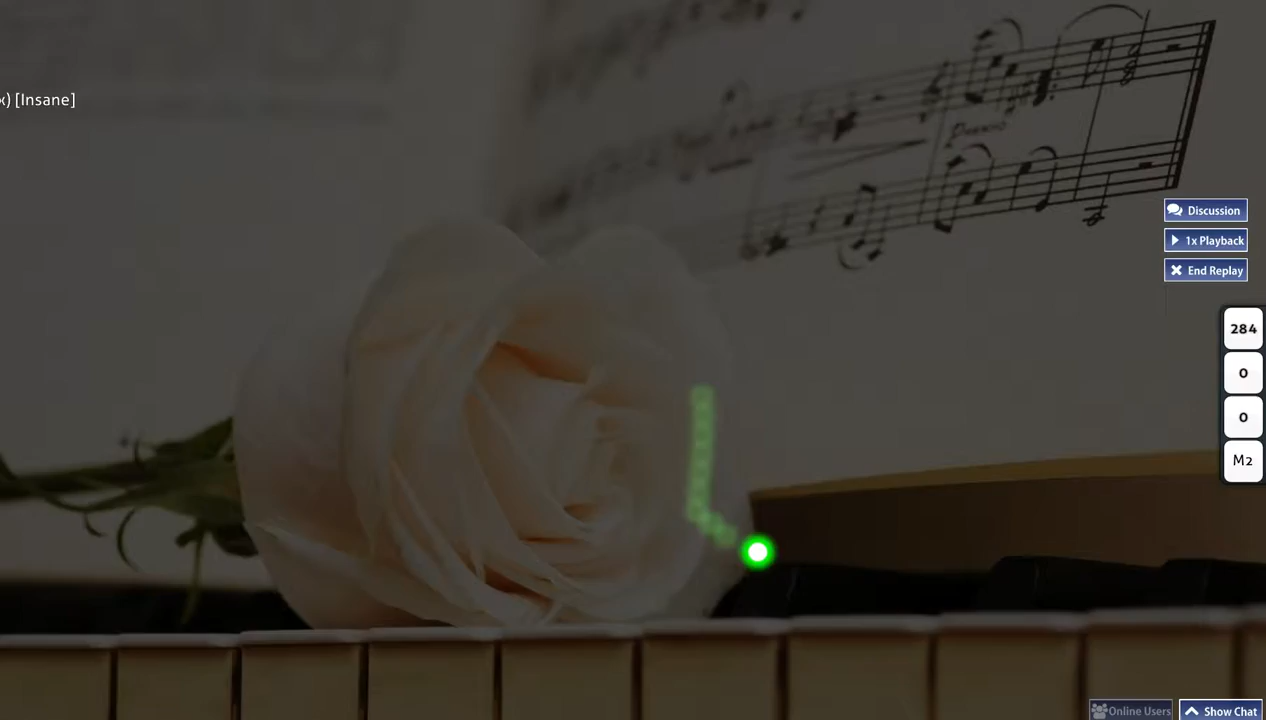 x) [Insane]
Discussion
1x Playback
End Replay
284
0
0
M2
Online Users
Show Chat